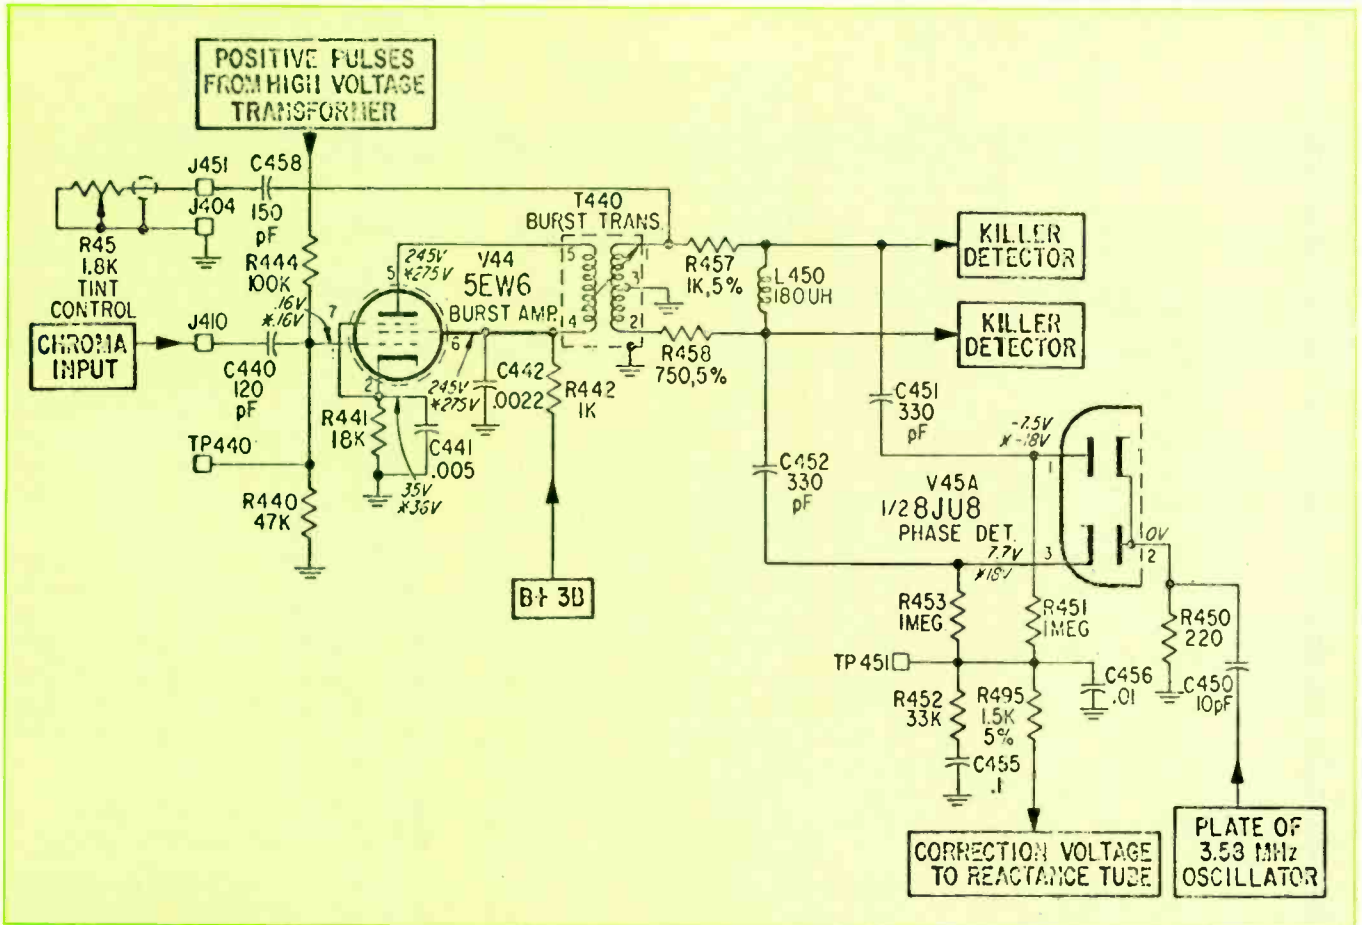 POSITIVE PULSES
FROM HIGH VOLTAGE
TRANSFORMER
J451
C458
150
pF
J404
R45
1.8K
TINT
CONTROL
R444
100K
.16V
*.16V
7
1
J410
CHROMA
INPUT
C440
120
pF
TP440
R440
47K
245V
*275V
5
V44
5EW6
BURST AMP.
6
2
R441
18K
C441
.005
35V
*36V
245V
*275V
C442
.0022
R442
1K
B+ 3B
T440
BURST TRANS.
5
4
1
3
2
R457
1K,5%
L450
180UH
R458
750,5%
KILLER
DETECTOR
KILLER
DETECTOR
C451
330
pF
C452
330
pF
-7.5V
*-18V
1
V45A
1/2 8JU8
PHASE DET.
7.7V
*18V
3
0V
2
R453
1MEG
R451
1MEG
TP451
C456
.01
R450
220
C450
10pF
R452
33K
R495
1.5K
5%
C455
.1
CORRECTION VOLTAGE
TO REACTANCE TUBE
PLATE OF
3.58 MHz
OSCILLATOR